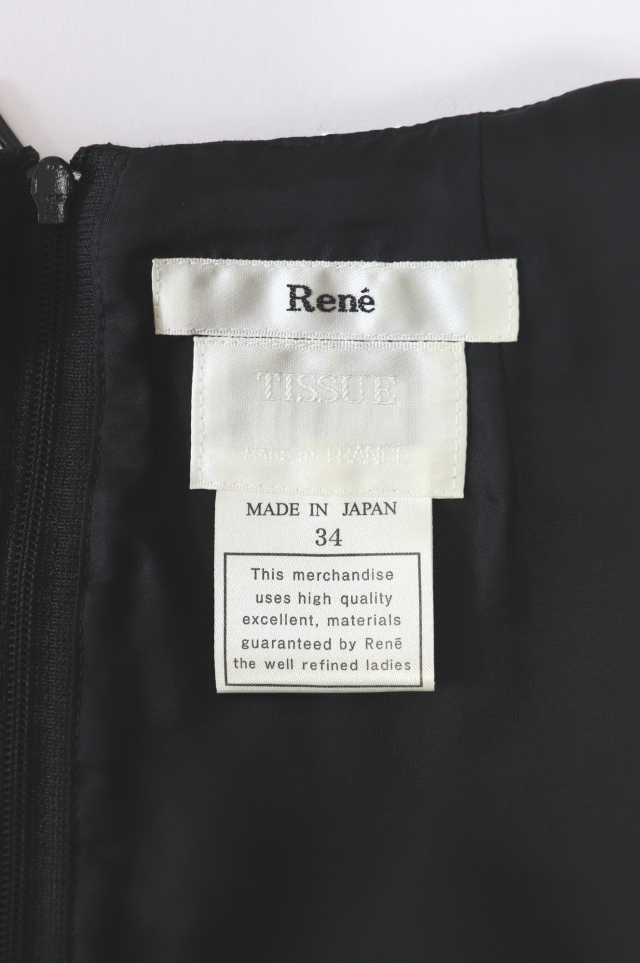 René
TISSUE
MADE IN FRANCE
MADE IN JAPAN
34
This merchandise
uses high quality
excellent, materials
guaranteed by Renē
the well refined ladies